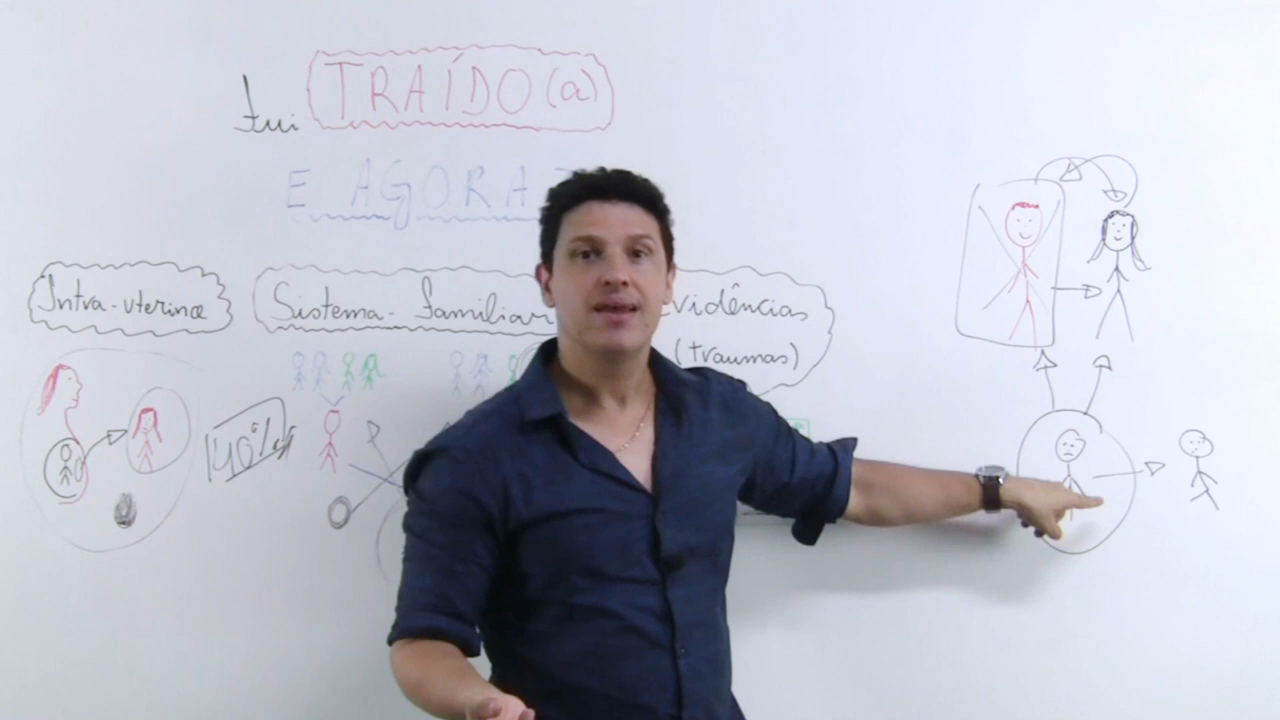 Fui TRAÍDO(a)
E AGORA
Intra-uterina
Sistema-familiar
vidências
(traumas)
40%